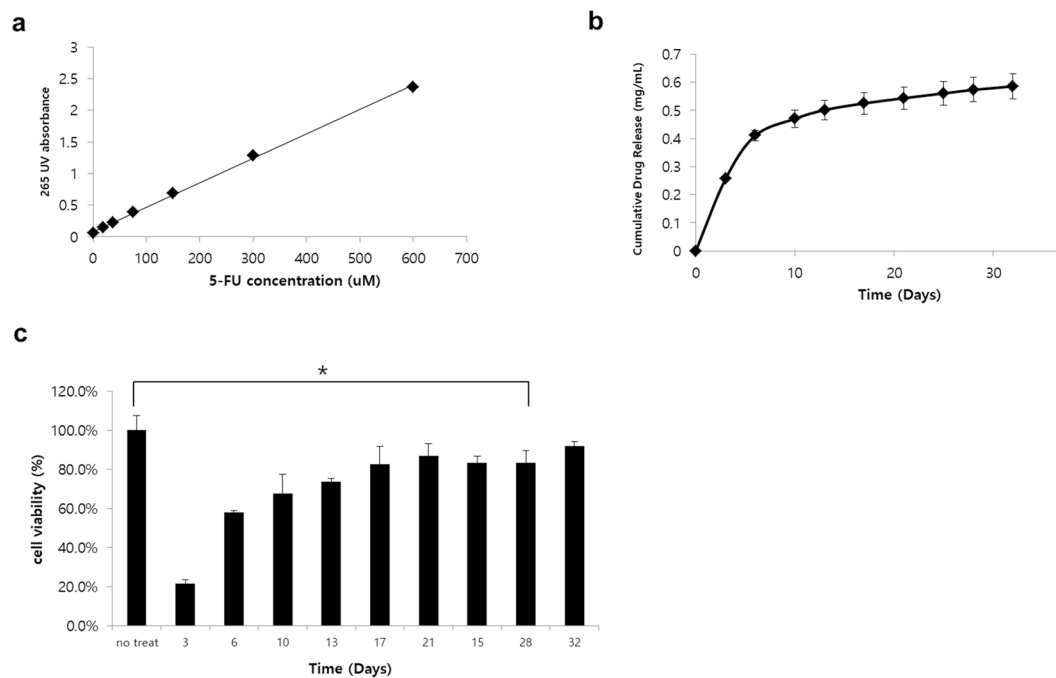 a
3
2.5
2
1.5
1
0.5
0
265 UV absorbance
0 100 200 300 400 500 600 700
5-FU concentration (uM)
b
0.7
0.6
0.5
0.4
0.3
0.2
0.1
0
Cumulative Drug Release (mg/mL)
0 10 20 30
Time (Days)
c
*
120.0%
100.0%
80.0%
60.0%
40.0%
20.0%
0.0%
cell viability (%)
no treat 3 6 10 13 17 21 15 28 32
Time (Days)